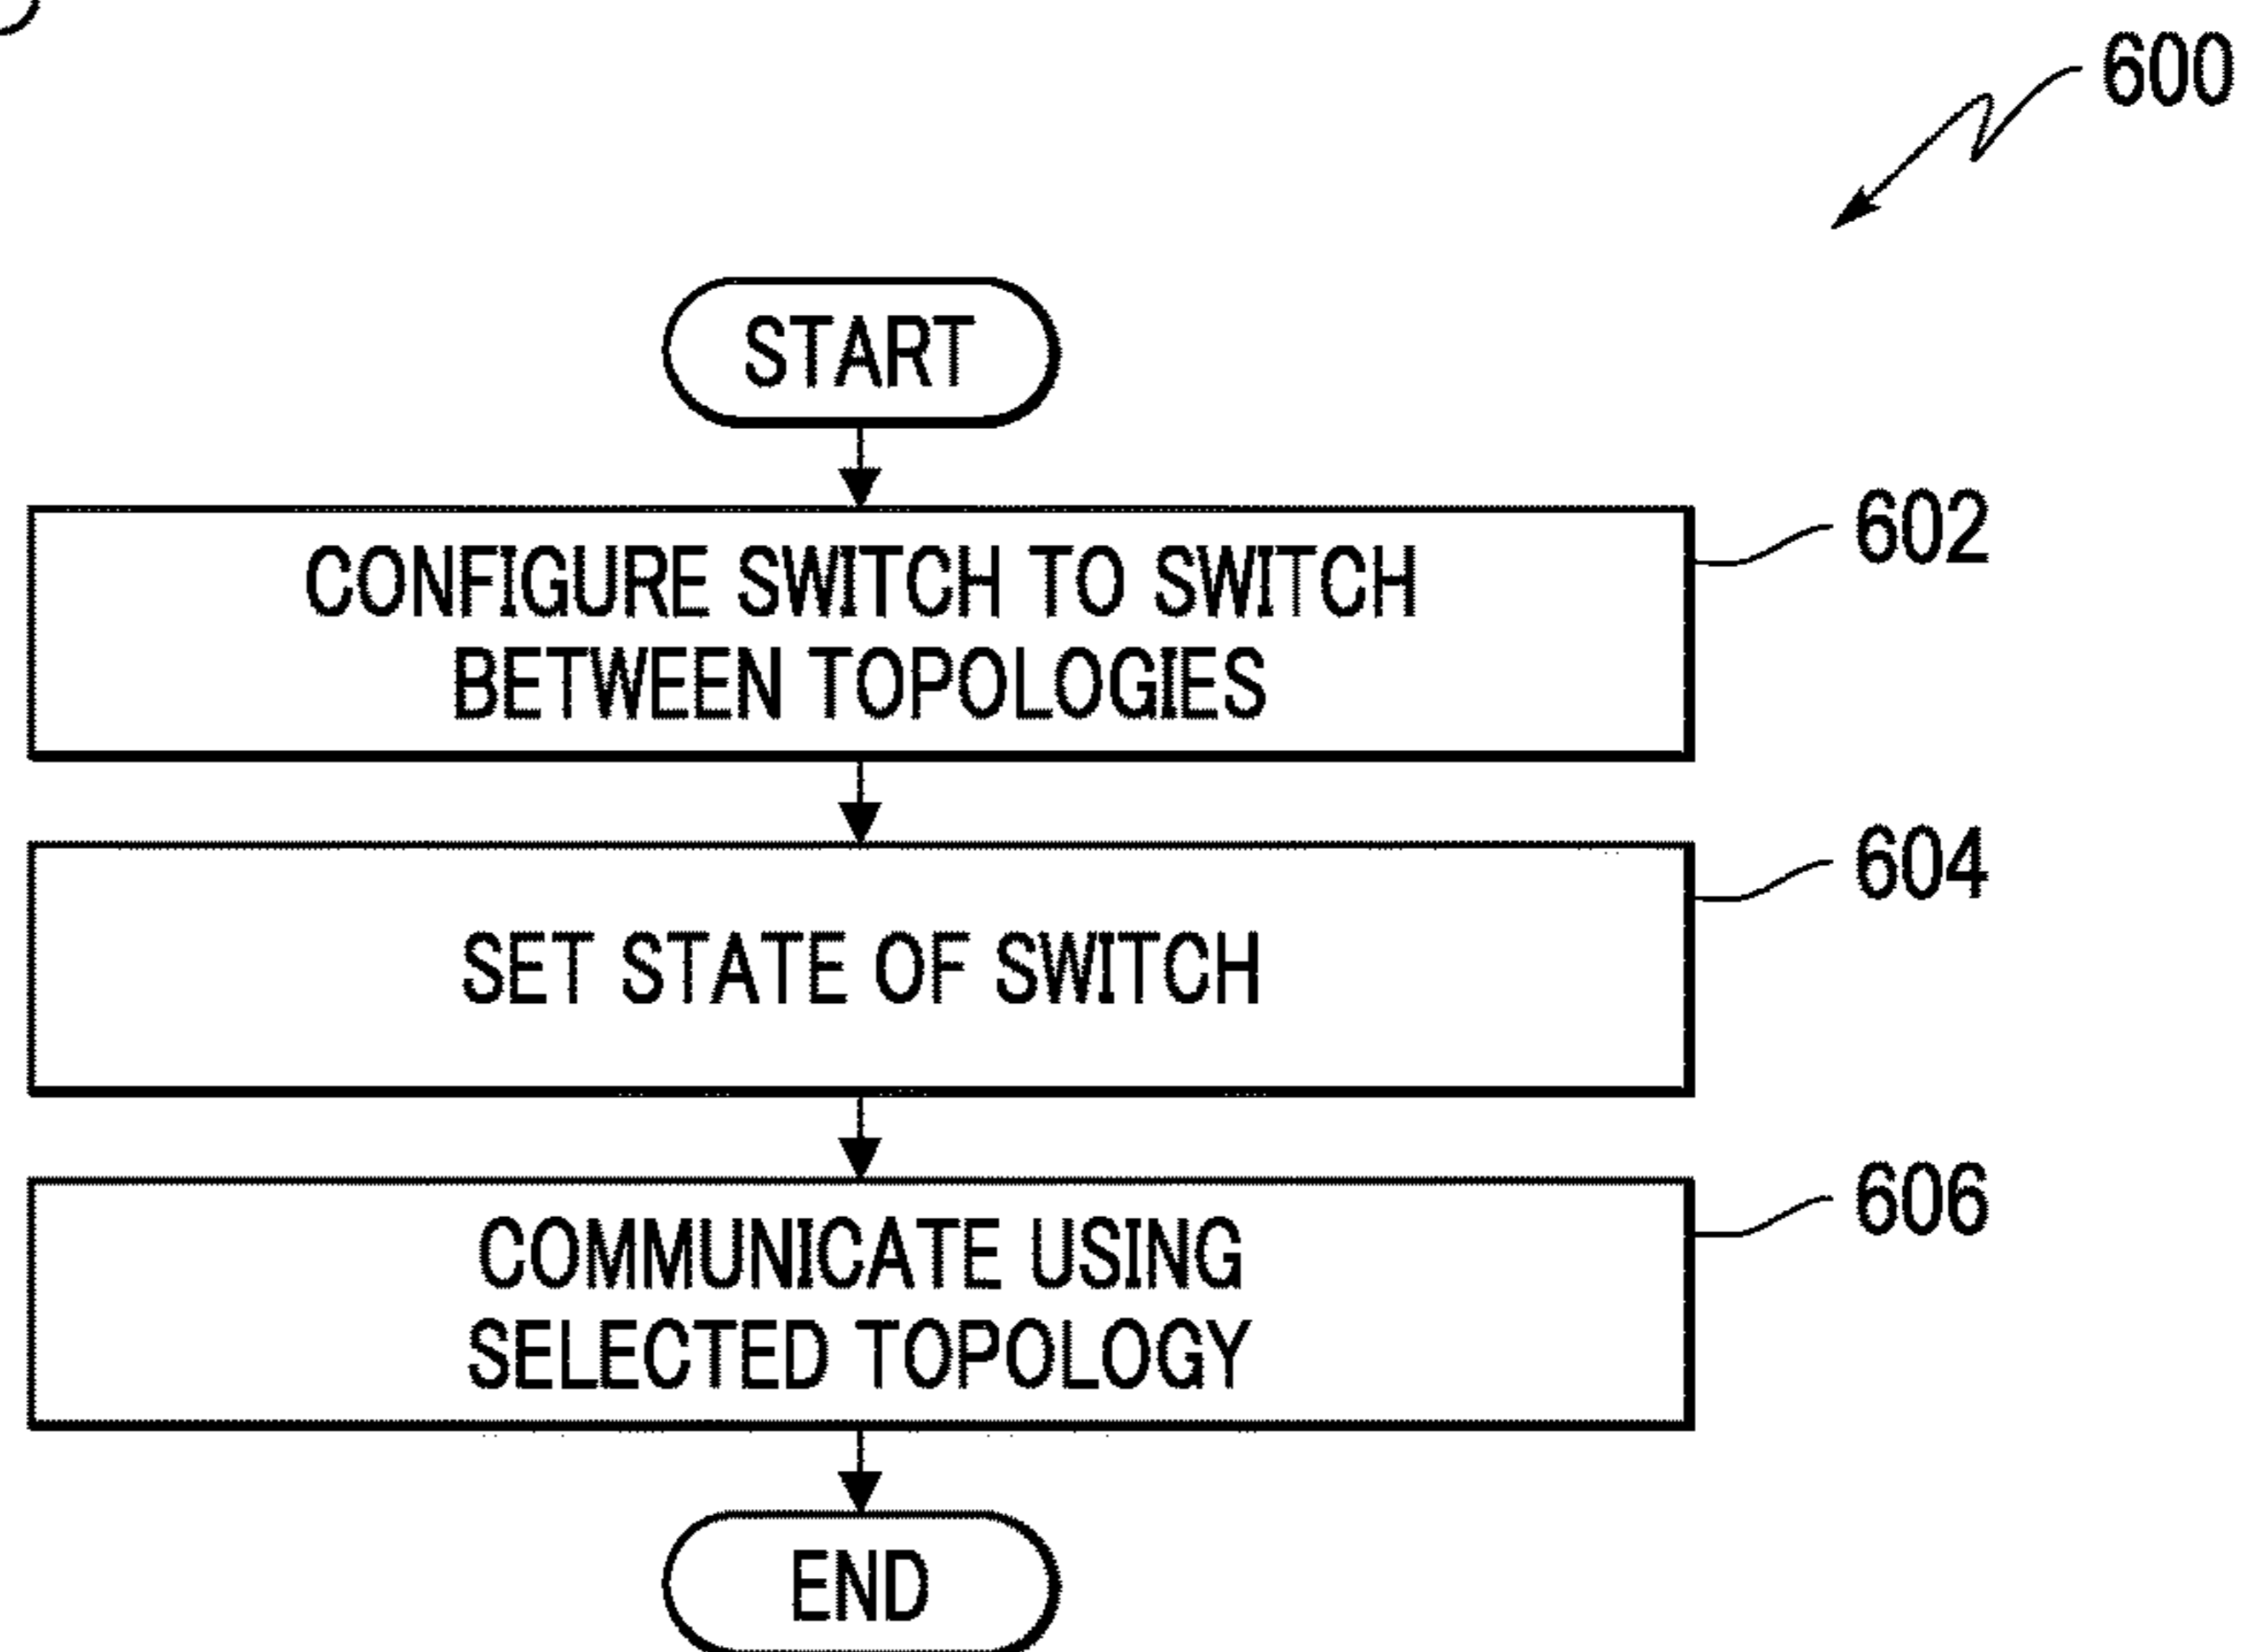 600
START
CONFIGURE SWITCH TO SWITCH
BETWEEN TOPOLOGIES
602
SET STATE OF SWITCH
604
COMMUNICATE USING
SELECTED TOPOLOGY
606
END